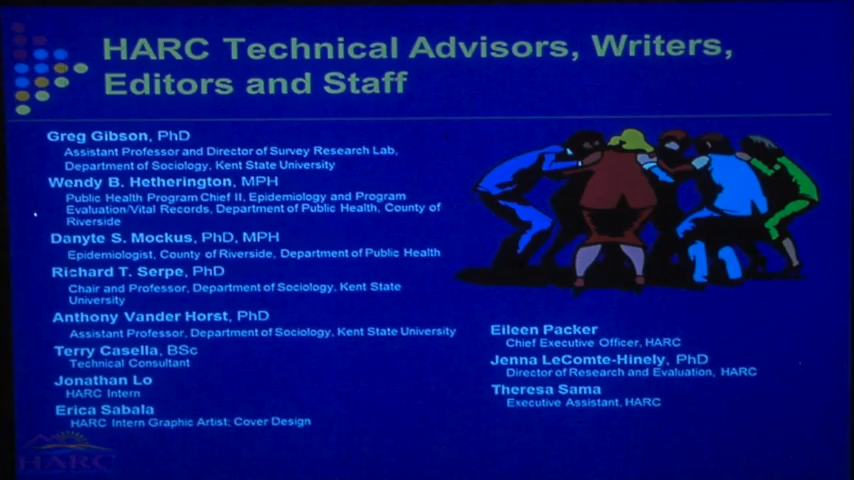 HARC Technical Advisors, Writers,
Editors and Staff
Greg Gibson, PhD
Assistant Professor and Director of Survey Research Lab,
Department of Sociology, Kent State University
Wendy B. Hetherington, MPH
Public Health Program Chief II, Epidemiology and Program
Evaluation/Vital Records, Department of Public Health, County of
Riverside
Danyte S. Mockus, PhD, MPH
Epidemiologist, County of Riverside, Department of Public Health
Richard T. Serpe, PhD
Chair and Professor, Department of Sociology, Kent State
University
Anthony Vander Horst, PhD
Assistant Professor, Department of Sociology, Kent State University
Terry Casella, BSc
Technical Consultant
Jonathan Lo
HARC Intern
Erica Sabala
HARC Intern Graphic Artist; Cover Design
Eileen Packer
Chief Executive Officer, HARC
Jenna LeComte-Hinely, PhD
Director of Research and Evaluation, HARC
Theresa Sama
Executive Assistant, HARC
HARC